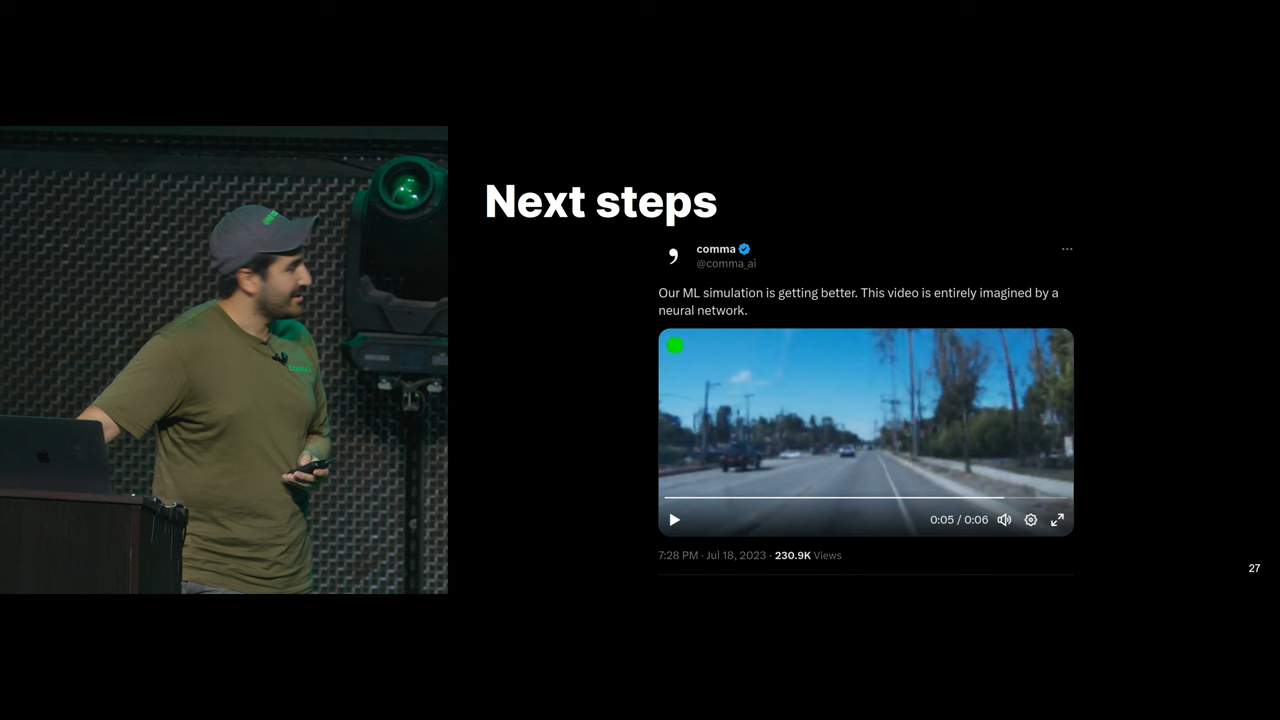 Next steps
comma
@comma_ai
Our ML simulation is getting better. This video is entirely imagined by a
neural network.
0:05 / 0:06
7:28 PM · Jul 18, 2023 · 230.9K Views
27